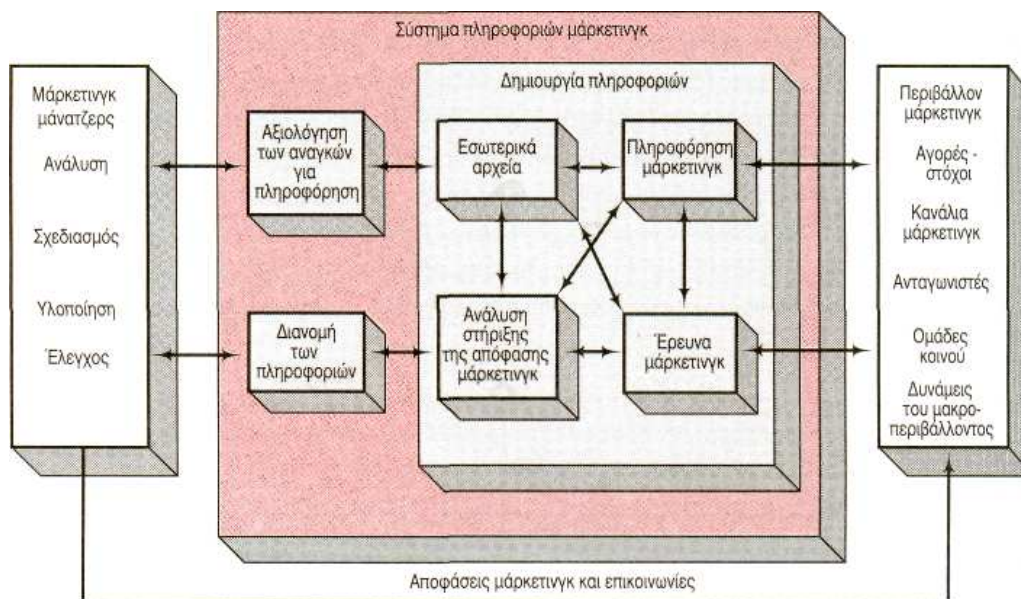 Σύστημα πληροφοριών μάρκετινγκ
Μάρκετινγκ
μάνατζερς
Ανάλυση
Σχεδιασμός
Υλοποίηση
Έλεγχος
Αξιολόγηση
των αναγκών
για
πληροφόρηση
Διανομή
των
πληροφοριών
Δημιουργία πληροφοριών
Εσωτερικά
αρχεία
Πληροφόρηση
μάρκετινγκ
Ανάλυση
στήριξης
της απόφασης
μάρκετινγκ
Έρευνα
μάρκετινγκ
Περιβάλλον
μάρκετινγκ
Αγορές -
στόχοι
Κανάλια
μάρκετινγκ
Ανταγωνιστές
Ομάδες
κοινού
Δυνάμεις
του μακρο-
περιβάλλοντος
Αποφάσεις μάρκετινγκ και επικοινωνίες